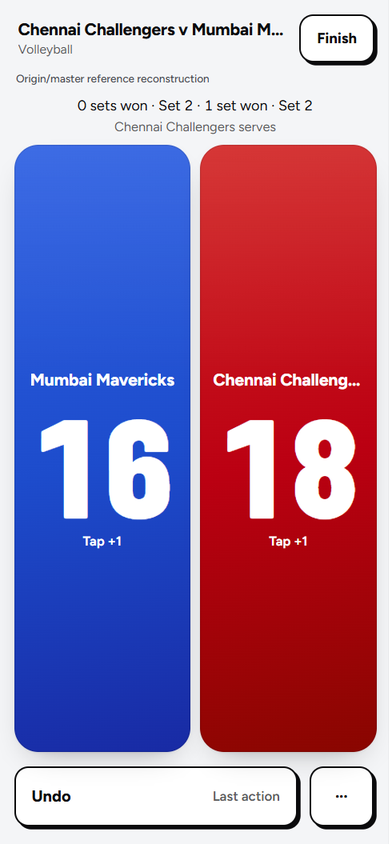 Chennai Challengers v Mumbai M...
Volleyball
Finish
Origin/master reference reconstruction
0 sets won · Set 2 · 1 set won · Set 2
Chennai Challengers serves
Mumbai Mavericks
16
Tap +1
Chennai Challeng...
18
Tap +1
Undo
Last action
...